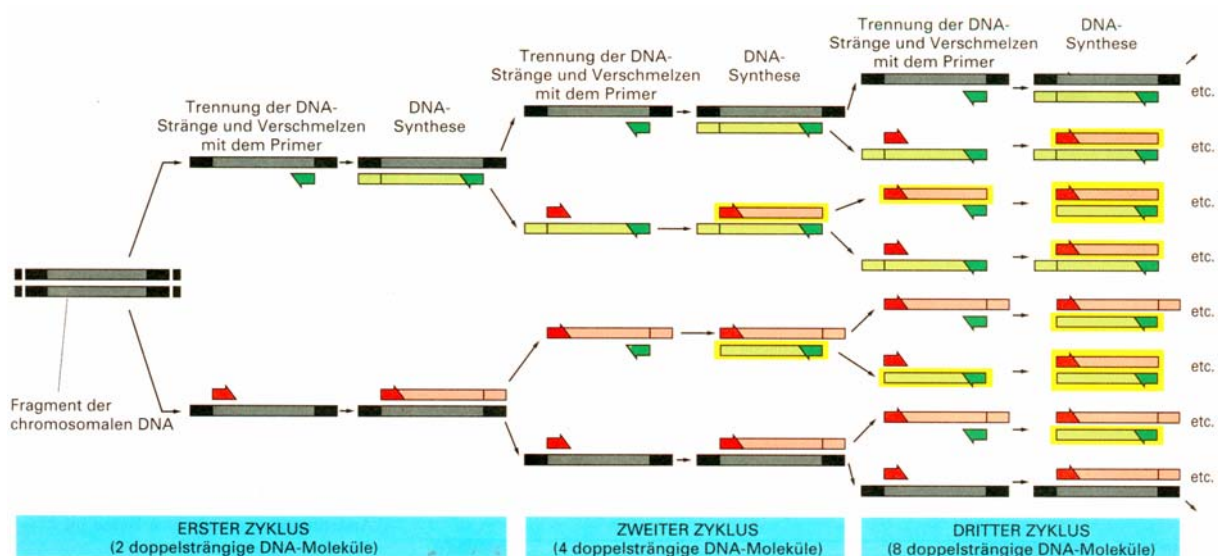 Trennung der DNA-
Stränge und Verschmelzen
mit dem Primer
DNA-
Synthese
Trennung der DNA-
Stränge und Verschmelzen
mit dem Primer
DNA-
Synthese
Trennung der DNA-
Stränge und Verschmelzen
mit dem Primer
DNA-
Synthese
etc.
etc.
etc.
etc.
etc.
etc.
etc.
etc.
Fragment der
chromosomalen DNA
ERSTER ZYKLUS
(2 doppelsträngige DNA-Moleküle)
ZWEITER ZYKLUS
(4 doppelsträngige DNA-Moleküle)
DRITTER ZYKLUS
(8 doppelsträngige DNA-Moleküle)